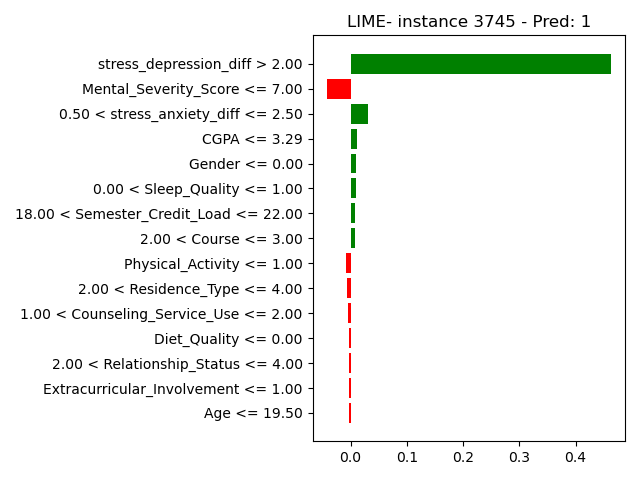 LIME- instance 3745 - Pred: 1
stress_depression_diff > 2.00
Mental_Severity_Score <= 7.00
0.50 < stress_anxiety_diff <= 2.50
CGPA <= 3.29
Gender <= 0.00
0.00 < Sleep_Quality <= 1.00
18.00 < Semester_Credit_Load <= 22.00
2.00 < Course <= 3.00
Physical_Activity <= 1.00
2.00 < Residence_Type <= 4.00
1.00 < Counseling_Service_Use <= 2.00
Diet_Quality <= 0.00
2.00 < Relationship_Status <= 4.00
Extracurricular_Involvement <= 1.00
Age <= 19.50
0.0 0.1 0.2 0.3 0.4